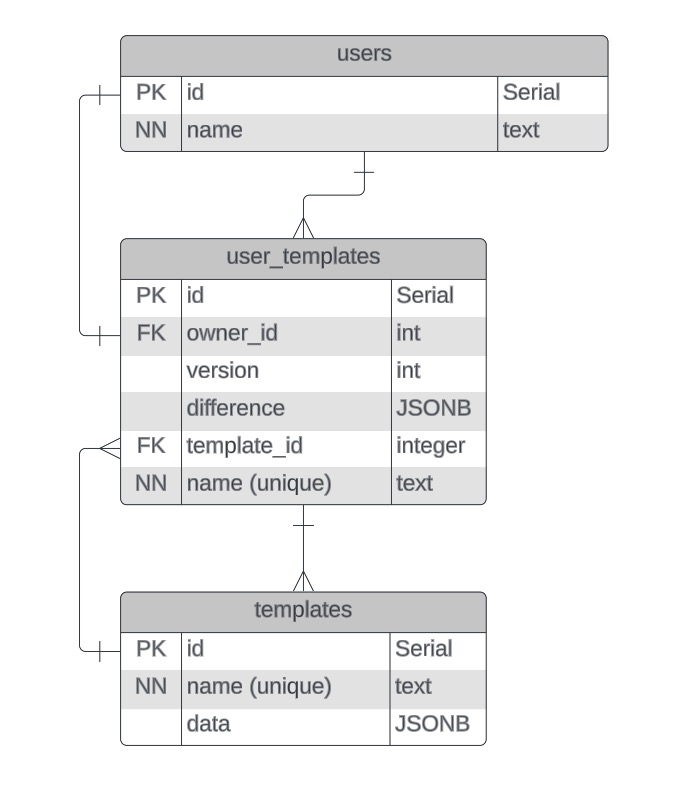 users
PK id Serial
NN name text
user_templates
PK id Serial
FK owner_id int
version int
difference JSONB
FK template_id integer
NN name (unique) text
templates
PK id Serial
NN name (unique) text
data JSONB